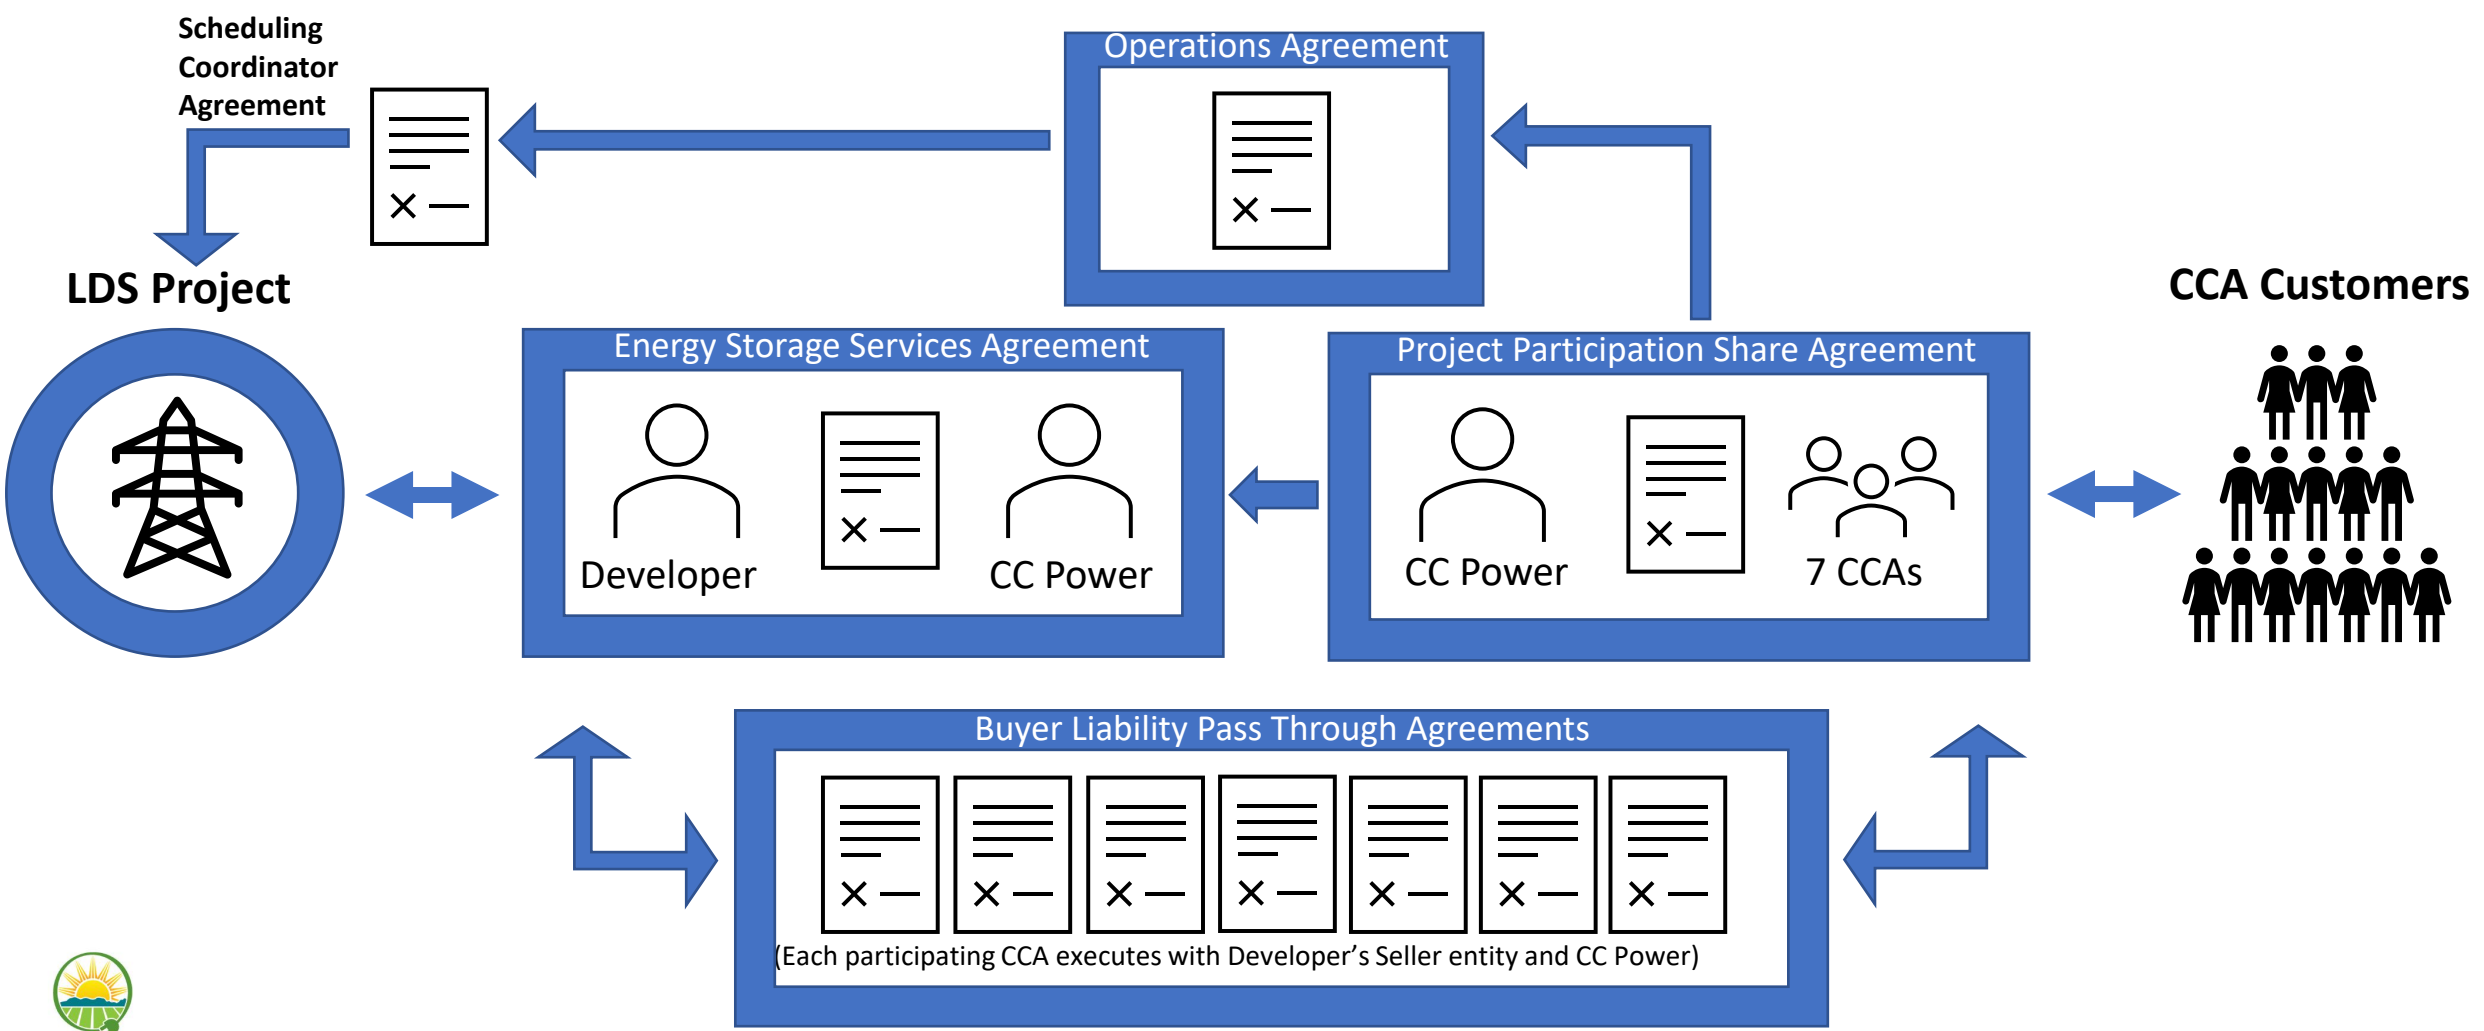 Scheduling
Coordinator
Agreement
Operations Agreement
LDS Project
CCA Customers
Energy Storage Services Agreement
Project Participation Share Agreement
Developer
CC Power
CC Power
7 CCAs
Buyer Liability Pass Through Agreements
(Each participating CCA executes with Developer's Seller entity and CC Power)